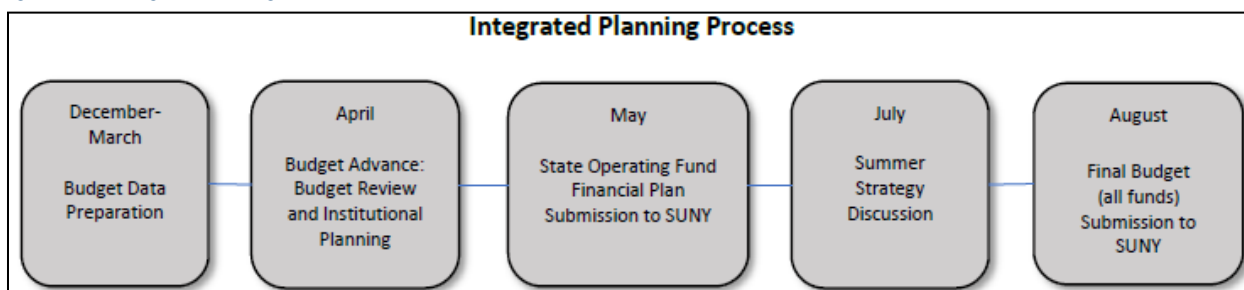 Integrated Planning Process
December-
March
Budget Data
Preparation
April
Budget Advance:
Budget Review
and Institutional
Planning
May
State Operating Fund
Financial Plan
Submission to SUNY
July
Summer
Strategy
Discussion
August
Final Budget
(all funds)
Submission to
SUNY